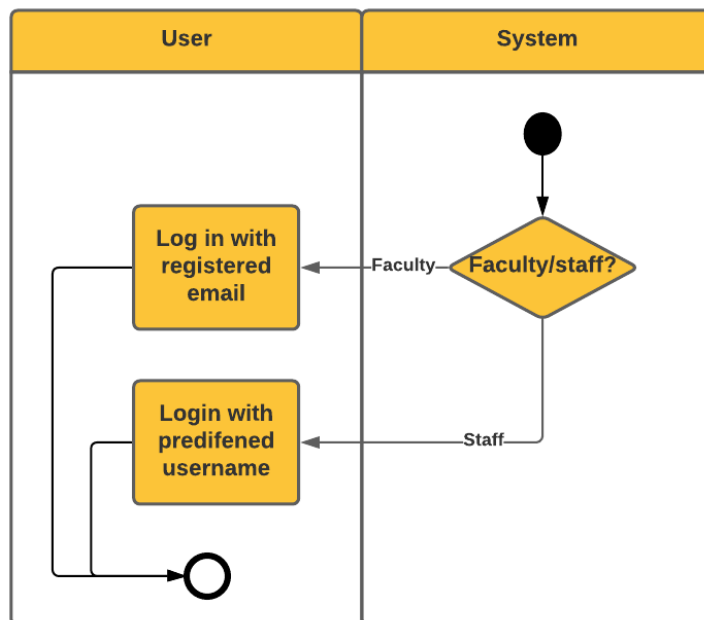 User
System
Log in with
registered
email
Faculty
Faculty/staff?
Login with
predifened
username
Staff